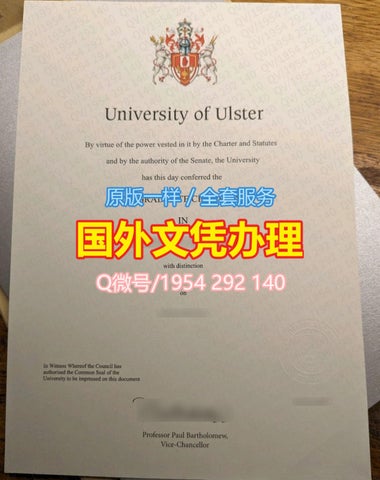 University of Ulster
By virtue of the power vested in it by the Charter and Statutes
and by the authority of the Senate, the University
has this day conferred the
原版一样/全套服务
IN
国外文凭办理
with distinction
Q微号/1954 292 140
on
In Witness Whereof the Council has
authorised the Common Seal of the
University to be impressed on this document
Professor Paul Bartholomew,
Vice-Chancellor